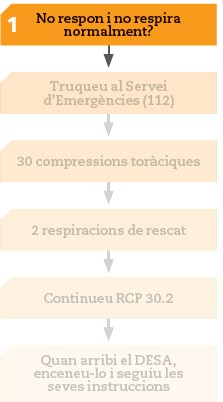 1
No respon i no respira
normalment?
Truqueu al Servei
d'Emergències (112)
30 compressions toràciques
2 respiracions de rescat
Continueu RCP 30.2
Quan arribi el DESA,
enceneu-lo i seguiu les
seves instruccions